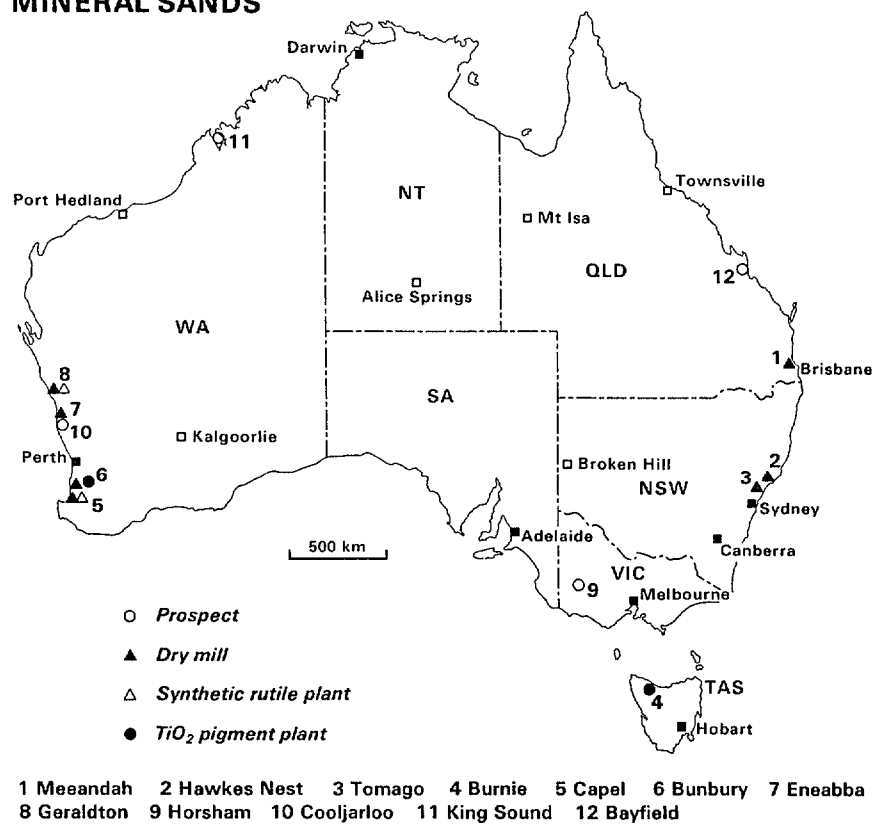 MINERAL SANDS
Darwin
11
Port Hedland
NT
Townsville
Mt Isa
12
QLD
Alice Springs
WA
1
Brisbane
8
SA
7
10
Kalgoorlie
Perth
6
Broken Hill
2
3
NSW
5
Sydney
Adelaide
Canberra
500 km
VIC
9
Melbourne
Prospect
Dry mill
Synthetic rutile plant
TAS
4
TiO2 pigment plant
Hobart
1 Meeandah 2 Hawkes Nest 3 Tomago 4 Burnie 5 Capel 6 Bunbury 7 Eneabba
8 Geraldton 9 Horsham 10 Cooljarloo 11 King Sound 12 Bayfield